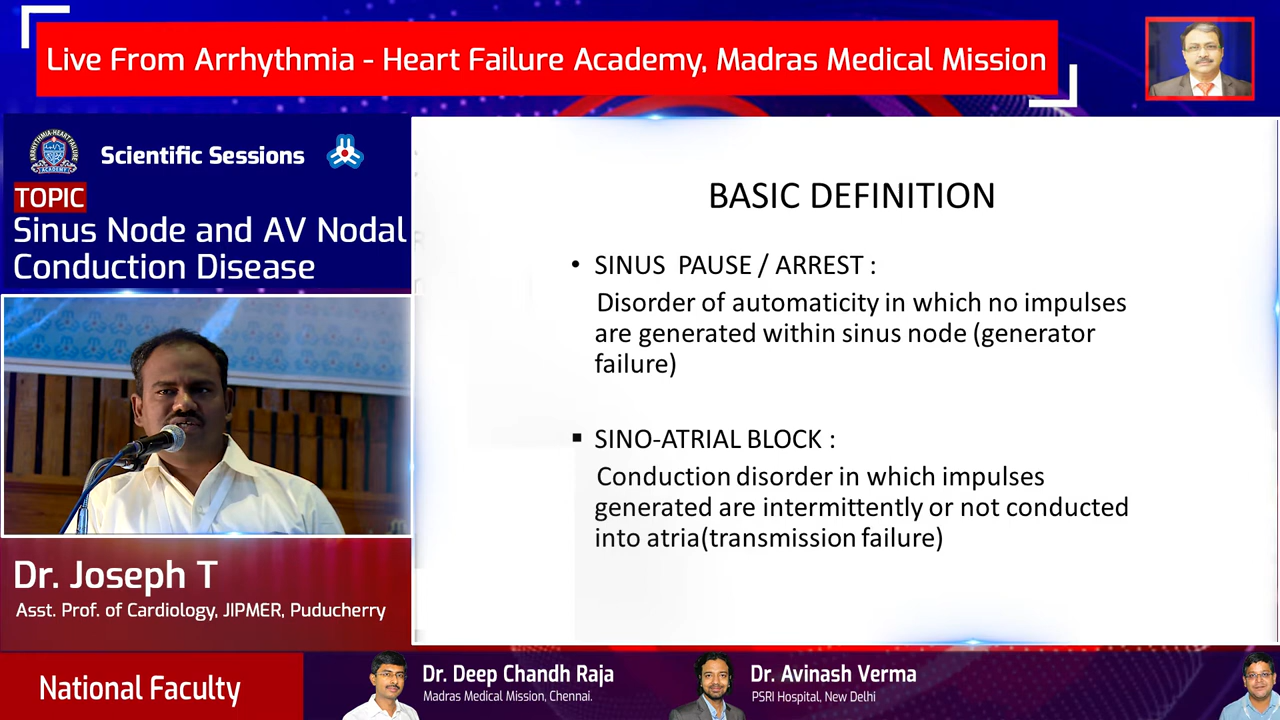 Live From Arrhythmia - Heart Failure Academy, Madras Medical Mission
ARRHYTHMIA-HEART FAILURE
ACADEMY
Scientific Sessions
TOPIC
Sinus Node and AV Nodal
Conduction Disease
BASIC DEFINITION
• SINUS PAUSE / ARREST :
Disorder of automaticity in which no impulses
are generated within sinus node (generator
failure)
▪ SINO-ATRIAL BLOCK :
Conduction disorder in which impulses
generated are intermittently or not conducted
into atria(transmission failure)
Dr. Joseph T
Asst. Prof. of Cardiology, JIPMER, Puducherry
National Faculty
Dr. Deep Chandh Raja
Madras Medical Mission, Chennai.
Dr. Avinash Verma
PSRI Hospital, New Delhi